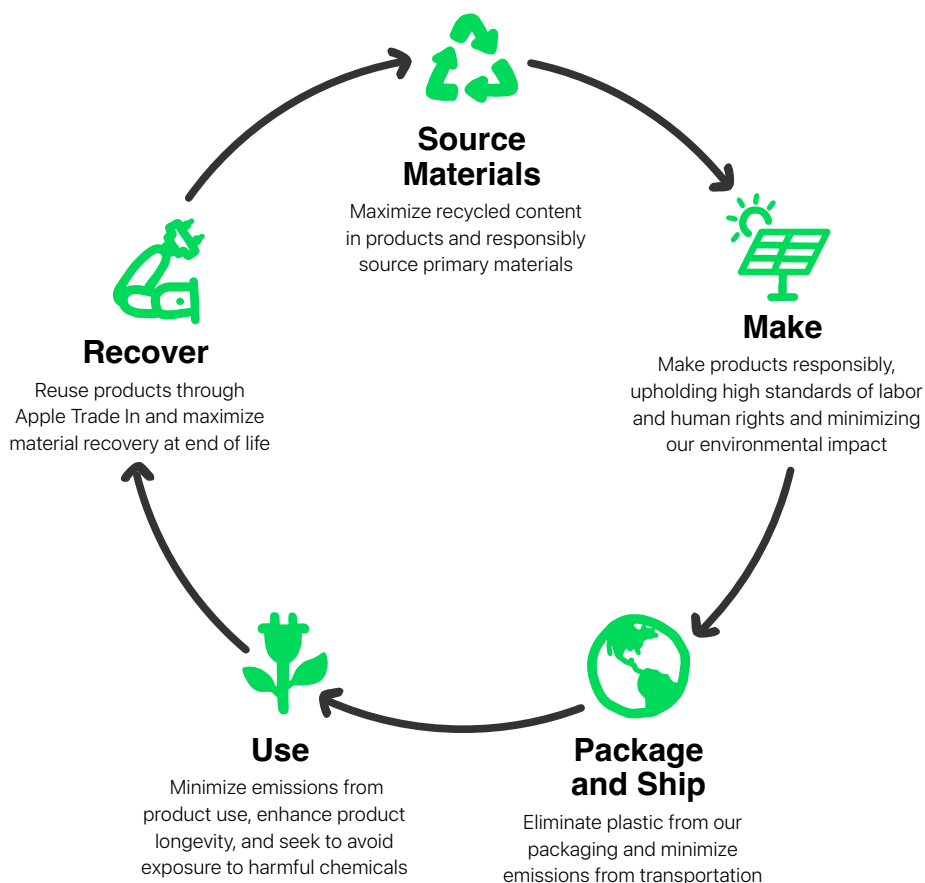 Source
Materials
Maximize recycled content
in products and responsibly
source primary materials
Make
Make products responsibly,
upholding high standards of labor
and human rights and minimizing
our environmental impact
Package
and Ship
Eliminate plastic from our
packaging and minimize
emissions from transportation
Use
Minimize emissions from
product use, enhance product
longevity, and seek to avoid
exposure to harmful chemicals
Recover
Reuse products through
Apple Trade In and maximize
material recovery at end of life